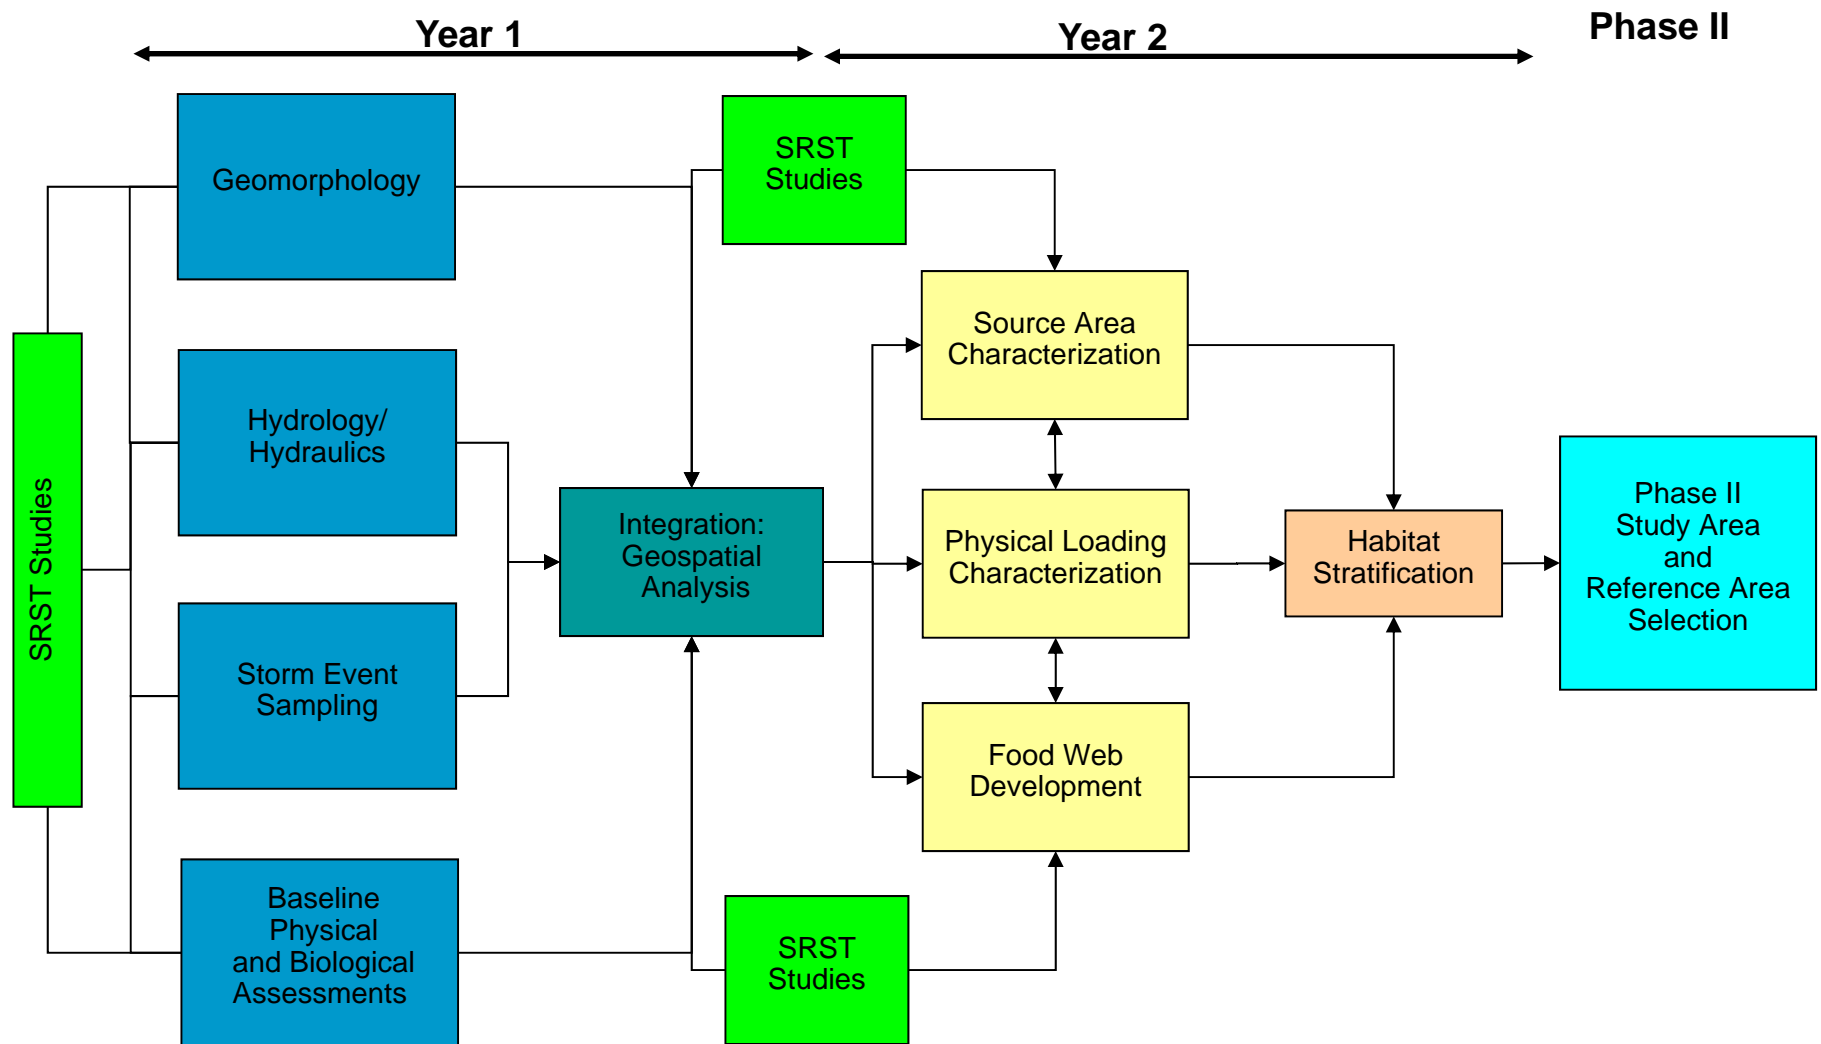 Year 1
Year 2
Phase II
SRST Studies
Geomorphology
Hydrology/
Hydraulics
Storm Event
Sampling
Baseline
Physical
and Biological
Assessments
Integration:
Geospatial
Analysis
SRST
Studies
SRST
Studies
Source Area
Characterization
Physical Loading
Characterization
Food Web
Development
Habitat
Stratification
Phase II
Study Area
and
Reference Area
Selection